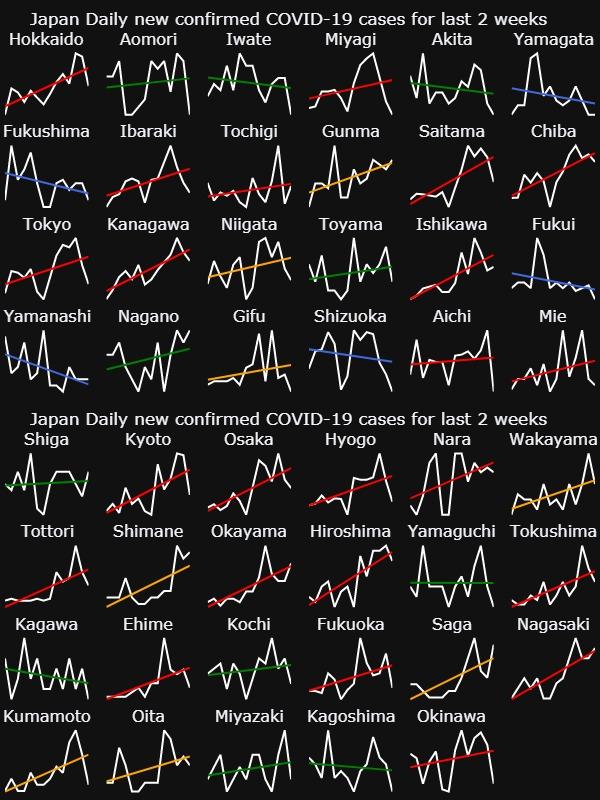 Japan Daily new confirmed COVID-19 cases for last 2 weeks
Hokkaido Aomori Iwate Miyagi Akita Yamagata
Fukushima Ibaraki Tochigi Gunma Saitama Chiba
Tokyo Kanagawa Niigata Toyama Ishikawa Fukui
Yamanashi Nagano Gifu Shizuoka Aichi Mie
Japan Daily new confirmed COVID-19 cases for last 2 weeks
Shiga Kyoto Osaka Hyogo Nara Wakayama
Tottori Shimane Okayama Hiroshima Yamaguchi Tokushima
Kagawa Ehime Kochi Fukuoka Saga Nagasaki
Kumamoto Oita Miyazaki Kagoshima Okinawa